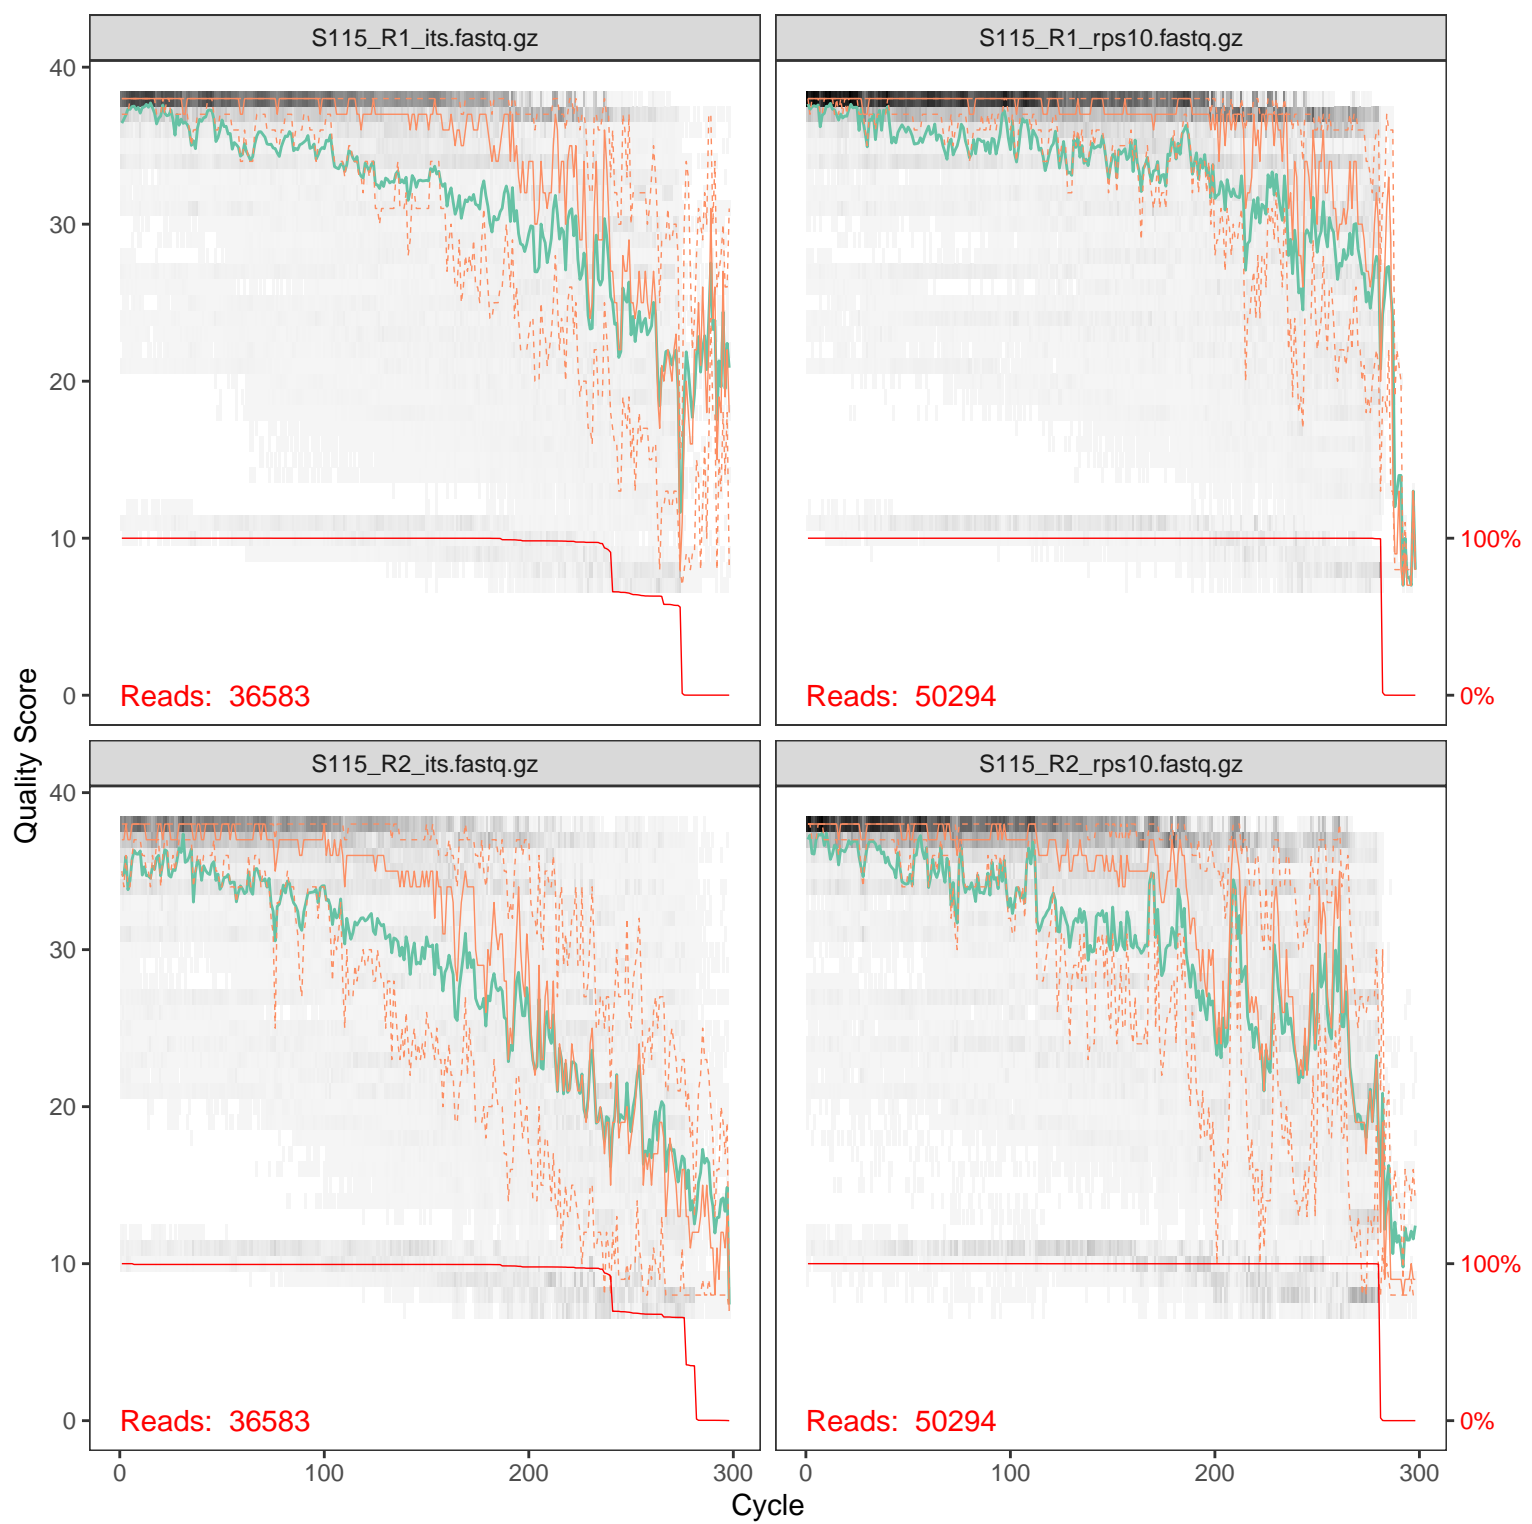 S115_R1_its.fastq.gz
S115_R1_rps10.fastq.gz
40
30
20
10
0
100%
0%
Reads: 36583
Reads: 50294
Quality Score
S115_R2_its.fastq.gz
S115_R2_rps10.fastq.gz
40
30
20
10
0
100%
0%
Reads: 36583
Reads: 50294
0
100
200
300
0
100
200
300
Cycle